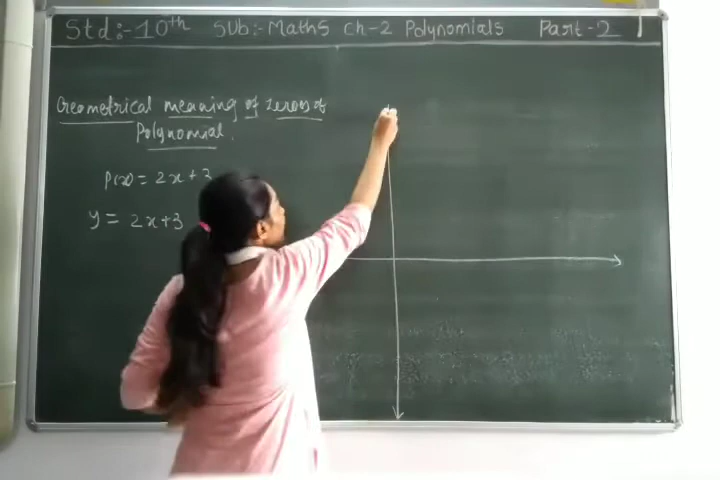 Std:-10th Sub:-Maths Ch-2 Polynomials Part-2
Geometrical meaning of zeroes of
Polynomial.
P(x) = 2x+3
y = 2x+3